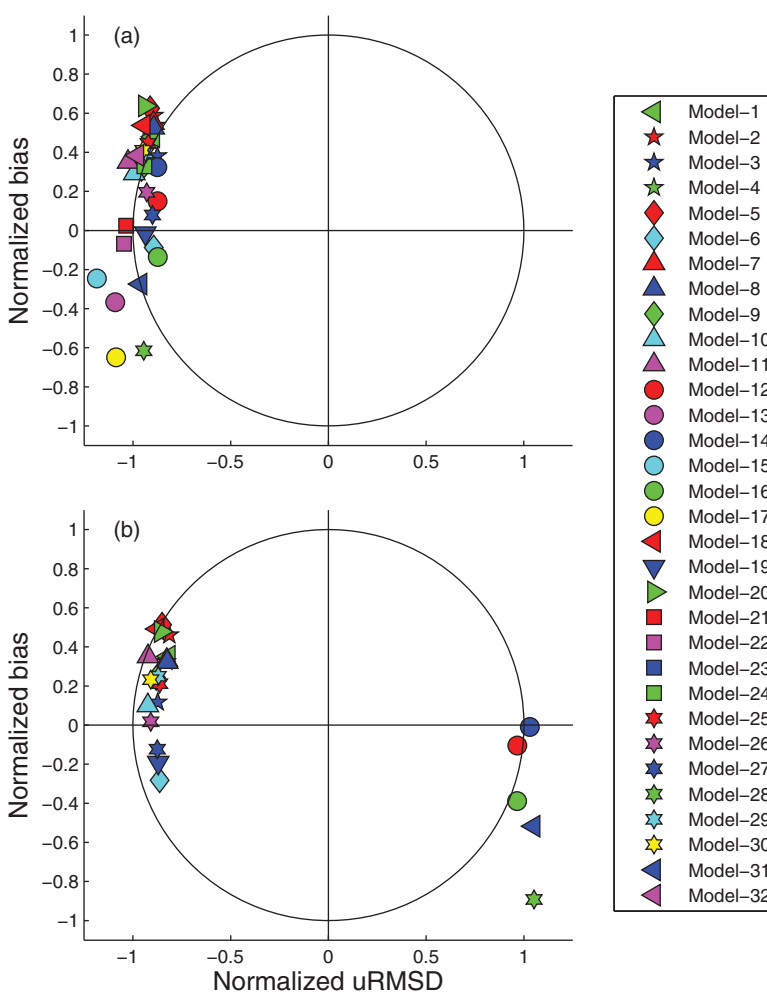 (a)
Normalized bias
1
0.8
0.6
0.4
0.2
0
−0.2
−0.4
−0.6
−0.8
−1
−1
−0.5
0
0.5
1
(b)
Normalized bias
1
0.8
0.6
0.4
0.2
0
−0.2
−0.4
−0.6
−0.8
−1
−1
−0.5
0
0.5
1
Normalized uRMSD
Model−1
Model−2
Model−3
Model−4
Model−5
Model−6
Model−7
Model−8
Model−9
Model−10
Model−11
Model−12
Model−13
Model−14
Model−15
Model−16
Model−17
Model−18
Model−19
Model−20
Model−21
Model−22
Model−23
Model−24
Model−25
Model−26
Model−27
Model−28
Model−29
Model−30
Model−31
Model−32